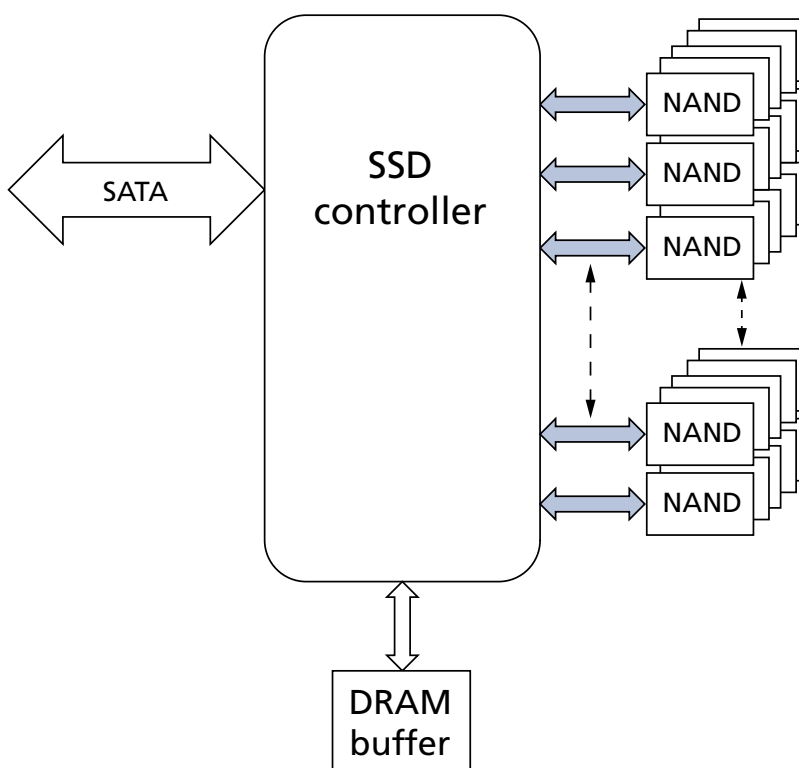 SATA
SSD
controller
NAND
NAND
NAND
NAND
NAND
DRAM
buffer